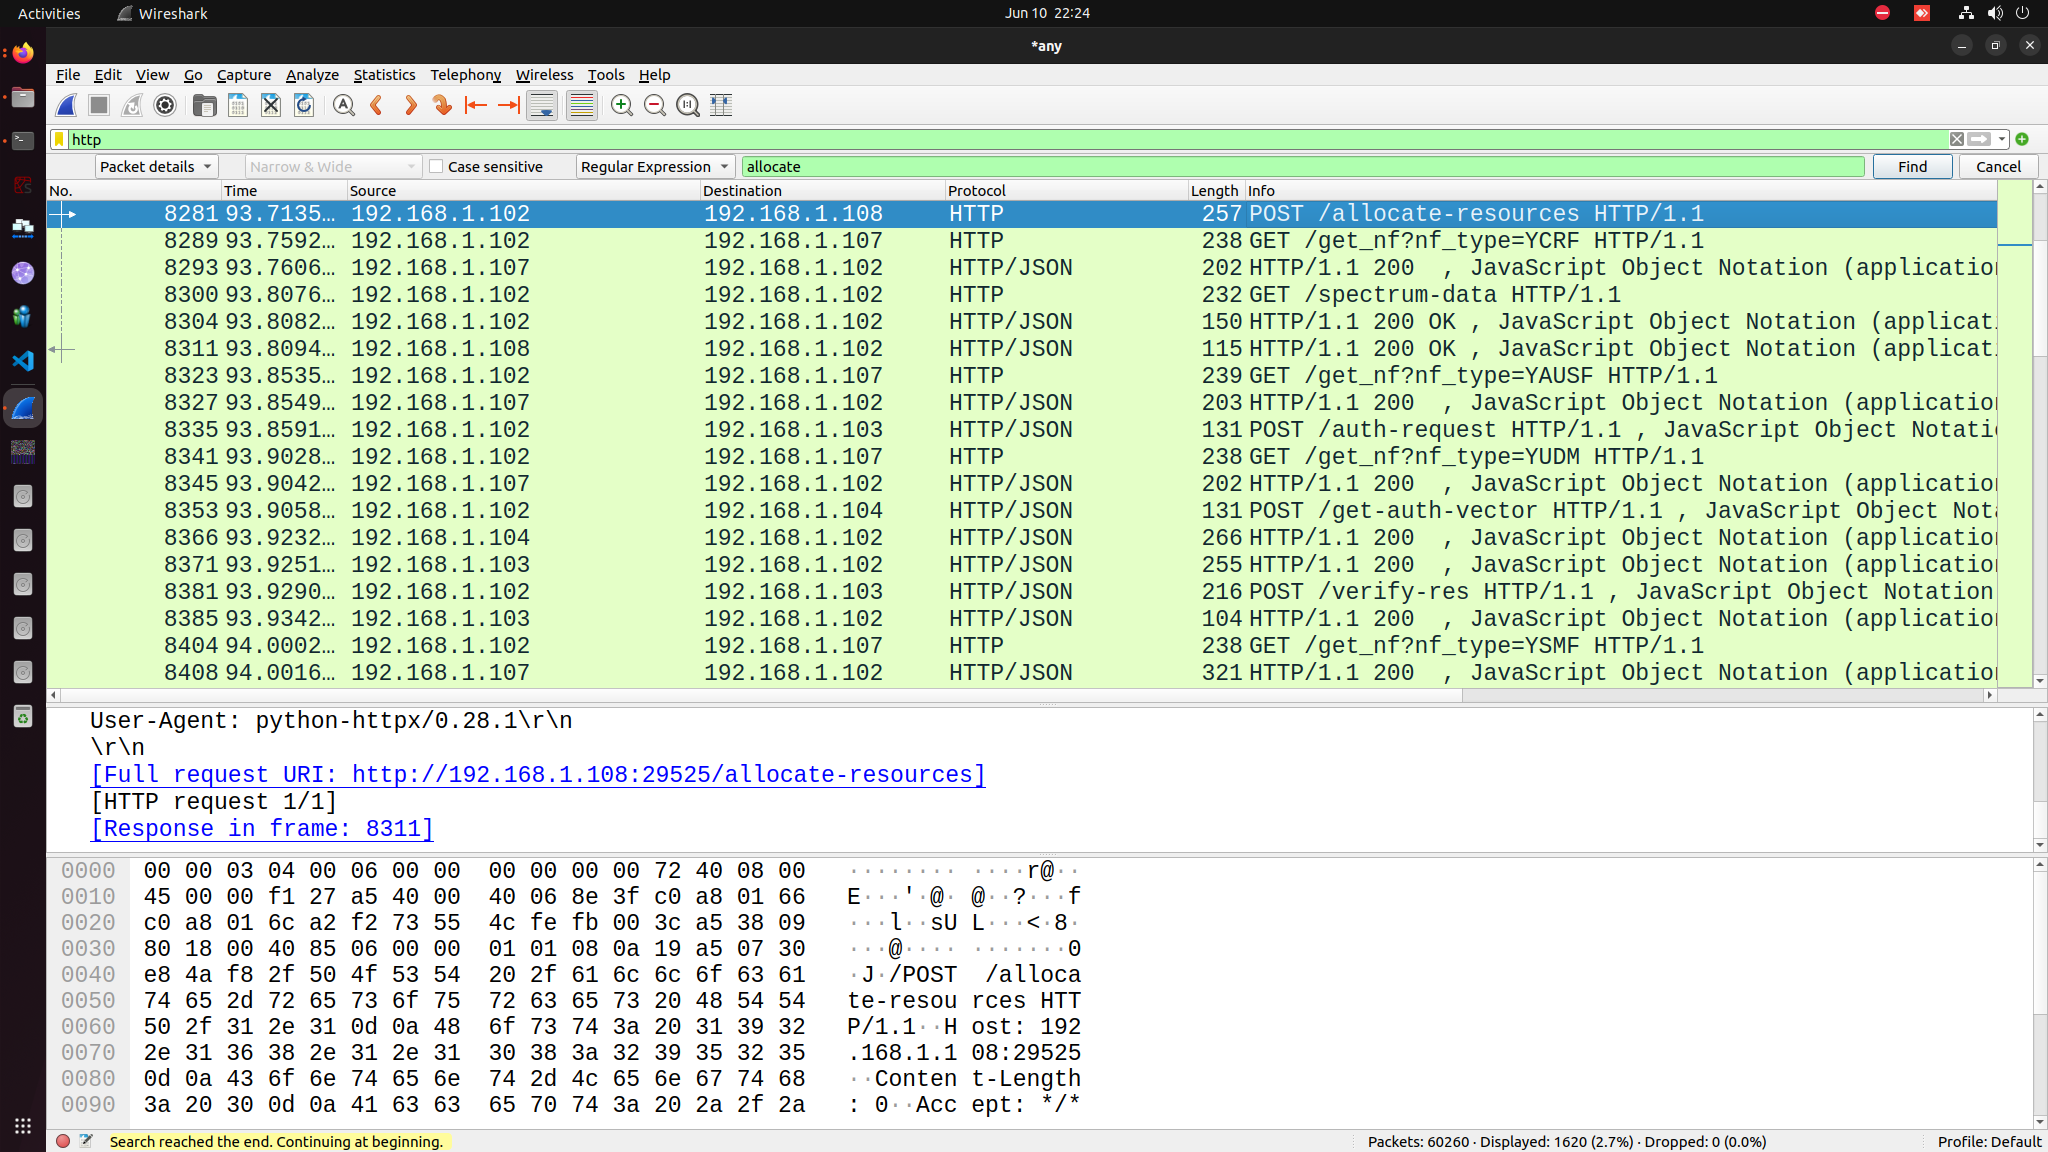 Activities Wireshark Jun 10 22:24
*any
File Edit View Go Capture Analyze Statistics Telephony Wireless Tools Help
http
Packet details Narrow & Wide Case sensitive Regular Expression allocate Find Cancel
No. Time Source Destination Protocol Length Info
8281 93.7135… 192.168.1.102 192.168.1.108 HTTP 257 POST /allocate-resources HTTP/1.1
8289 93.7592… 192.168.1.102 192.168.1.107 HTTP 238 GET /get_nf?nf_type=YCRF HTTP/1.1
8293 93.7606… 192.168.1.107 192.168.1.102 HTTP/JSON 202 HTTP/1.1 200 , JavaScript Object Notation (application
8300 93.8076… 192.168.1.102 192.168.1.102 HTTP 232 GET /spectrum-data HTTP/1.1
8304 93.8082… 192.168.1.102 192.168.1.102 HTTP/JSON 150 HTTP/1.1 200 OK , JavaScript Object Notation (applicat
8311 93.8094… 192.168.1.108 192.168.1.102 HTTP/JSON 115 HTTP/1.1 200 OK , JavaScript Object Notation (applicat
8323 93.8535… 192.168.1.102 192.168.1.107 HTTP 239 GET /get_nf?nf_type=YAUSF HTTP/1.1
8327 93.8549… 192.168.1.107 192.168.1.102 HTTP/JSON 203 HTTP/1.1 200 , JavaScript Object Notation (application
8335 93.8591… 192.168.1.102 192.168.1.103 HTTP/JSON 131 POST /auth-request HTTP/1.1 , JavaScript Object Notati
8341 93.9028… 192.168.1.102 192.168.1.107 HTTP 238 GET /get_nf?nf_type=YUDM HTTP/1.1
8345 93.9042… 192.168.1.107 192.168.1.102 HTTP/JSON 202 HTTP/1.1 200 , JavaScript Object Notation (application
8353 93.9058… 192.168.1.102 192.168.1.104 HTTP/JSON 131 POST /get-auth-vector HTTP/1.1 , JavaScript Object Not
8366 93.9232… 192.168.1.104 192.168.1.102 HTTP/JSON 266 HTTP/1.1 200 , JavaScript Object Notation (application
8371 93.9251… 192.168.1.103 192.168.1.102 HTTP/JSON 255 HTTP/1.1 200 , JavaScript Object Notation (application
8381 93.9290… 192.168.1.102 192.168.1.103 HTTP/JSON 216 POST /verify-res HTTP/1.1 , JavaScript Object Notation
8385 93.9342… 192.168.1.103 192.168.1.102 HTTP/JSON 104 HTTP/1.1 200 , JavaScript Object Notation (application
8404 94.0002… 192.168.1.102 192.168.1.107 HTTP 238 GET /get_nf?nf_type=YSMF HTTP/1.1
8408 94.0016… 192.168.1.107 192.168.1.102 HTTP/JSON 321 HTTP/1.1 200 , JavaScript Object Notation (application
User-Agent: python-httpx/0.28.1\r\n
\r\n
[Full request URI: http://192.168.1.108:29525/allocate-resources]
[HTTP request 1/1]
[Response in frame: 8311]
0000 00 00 03 04 00 06 00 00 00 00 00 00 72 40 08 00 ········ ····r@··
0010 45 00 00 f1 27 a5 40 00 40 06 8e 3f c0 a8 01 66 E···'·@· @··?···f
0020 c0 a8 01 6c a2 f2 73 55 4c fe fb 00 3c a5 38 09 ···l··sU L···<·8·
0030 80 18 00 40 85 06 00 00 01 01 08 0a 19 a5 07 30 ···@···· ·······0
0040 e8 4a f8 2f 50 4f 53 54 20 2f 61 6c 6c 6f 63 61 ·J·/POST /alloca
0050 74 65 2d 72 65 73 6f 75 72 63 65 73 20 48 54 54 te-resou rces HTT
0060 50 2f 31 2e 31 0d 0a 48 6f 73 74 3a 20 31 39 32 P/1.1··H ost: 192
0070 2e 31 36 38 2e 31 2e 31 30 38 3a 32 39 35 32 35 .168.1.1 08:29525
0080 0d 0a 43 6f 6e 74 65 6e 74 2d 4c 65 6e 67 74 68 ··Conten t-Length
0090 3a 20 30 0d 0a 41 63 63 65 70 74 3a 20 2a 2f 2a : 0··Acc ept: */*
Search reached the end. Continuing at beginning. Packets: 60260 · Displayed: 1620 (2.7%) · Dropped: 0 (0.0%) Profile: Default